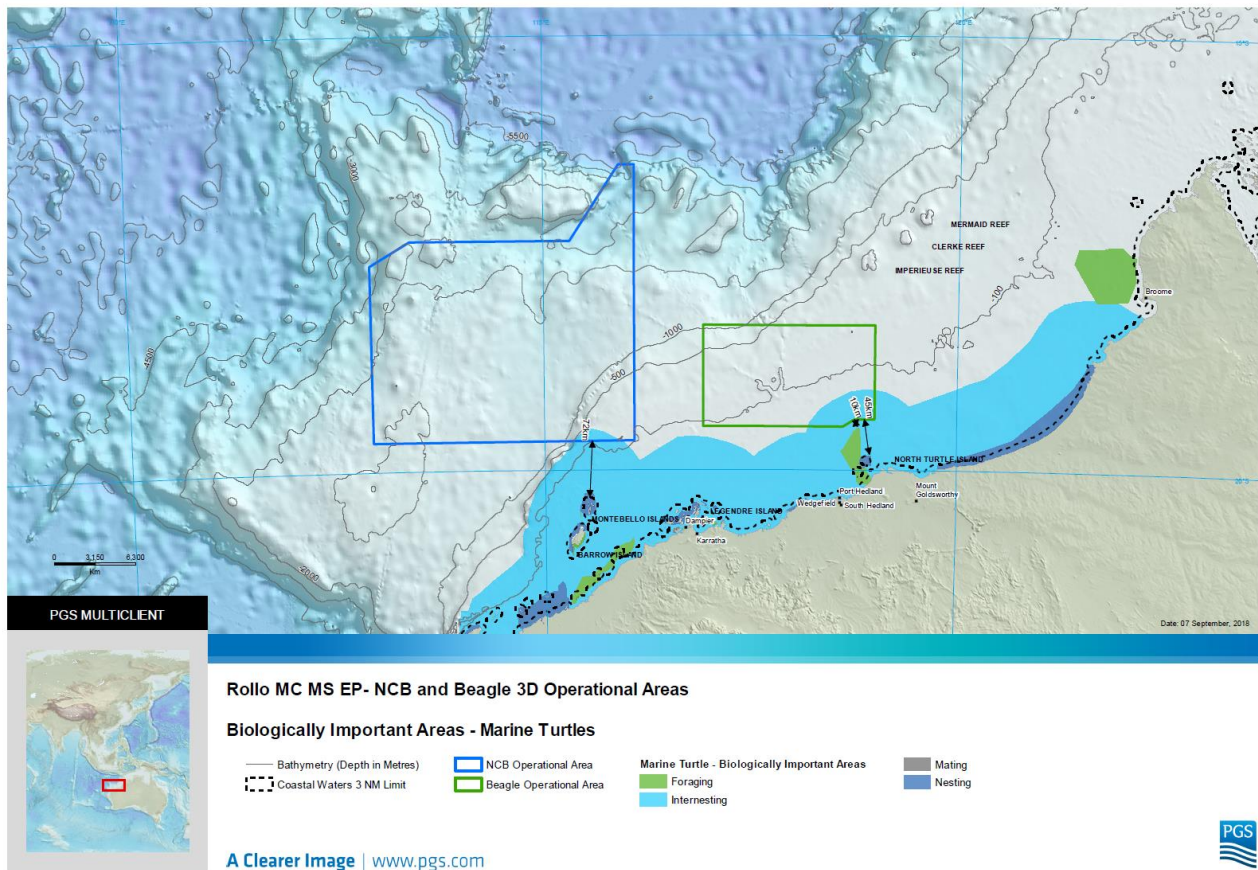 115°E
120°E
15°S
-5500
-3000
MERMAID REEF
CLERKE REEF
IMPERIEUSE REEF
Broome
-100
-1000
-4500
-500
72km
10km
45km
NORTH TURTLE ISLAND
20°S
Port Hedland
Mount
Goldsworthy
Wedgefield
South Hedland
MONTEBELLO ISLANDS
LEGENDRE ISLAND
Dampier
Karratha
BARROW ISLAND
0 3,150 6,300
Km
-2000
Date: 07 September, 2018
PGS MULTICLIENT
Rollo MC MS EP- NCB and Beagle 3D Operational Areas
Biologically Important Areas - Marine Turtles
Bathymetry (Depth in Metres)
Coastal Waters 3 NM Limit
NCB Operational Area
Beagle Operational Area
Marine Turtle - Biologically Important Areas
Foraging
Internesting
Mating
Nesting
A Clearer Image | www.pgs.com
PGS